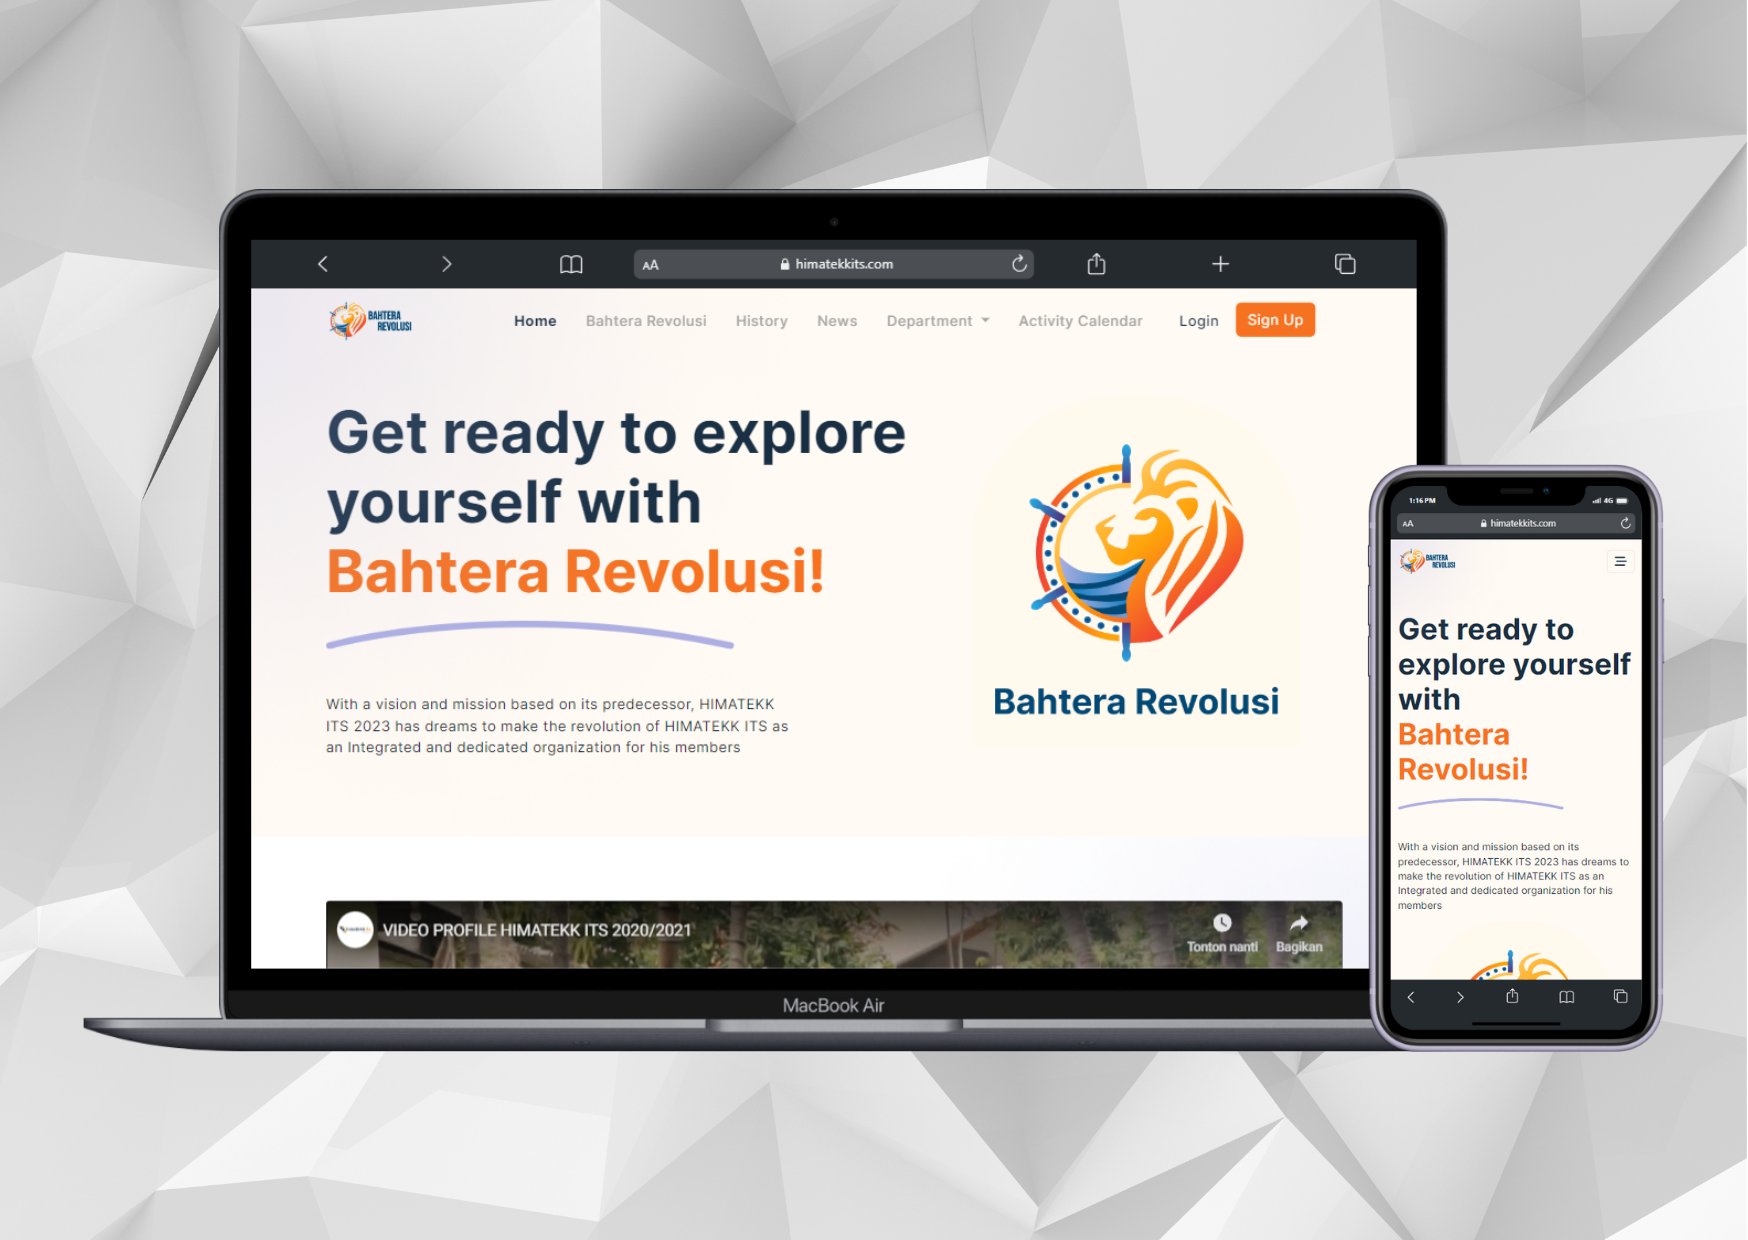 AA himatekkits.com
BAHTERA
REVOLUSI
Home Bahtera Revolusi History News Department Activity Calendar Login Sign Up
Get ready to explore
yourself with
Bahtera Revolusi!
With a vision and mission based on its predecessor, HIMATEKK
ITS 2023 has dreams to make the revolution of HIMATEKK ITS as
an Integrated and dedicated organization for his members
Bahtera Revolusi
VIDEO PROFILE HIMATEKK ITS 2020/2021
Tonton nanti Bagikan
MacBook Air
1:16 PM 4G
AA himatekkits.com
BAHTERA
REVOLUSI
Get ready to
explore yourself
with
Bahtera
Revolusi!
With a vision and mission based on its
predecessor, HIMATEKK ITS 2023 has dreams to
make the revolution of HIMATEKK ITS as an
Integrated and dedicated organization for his
members